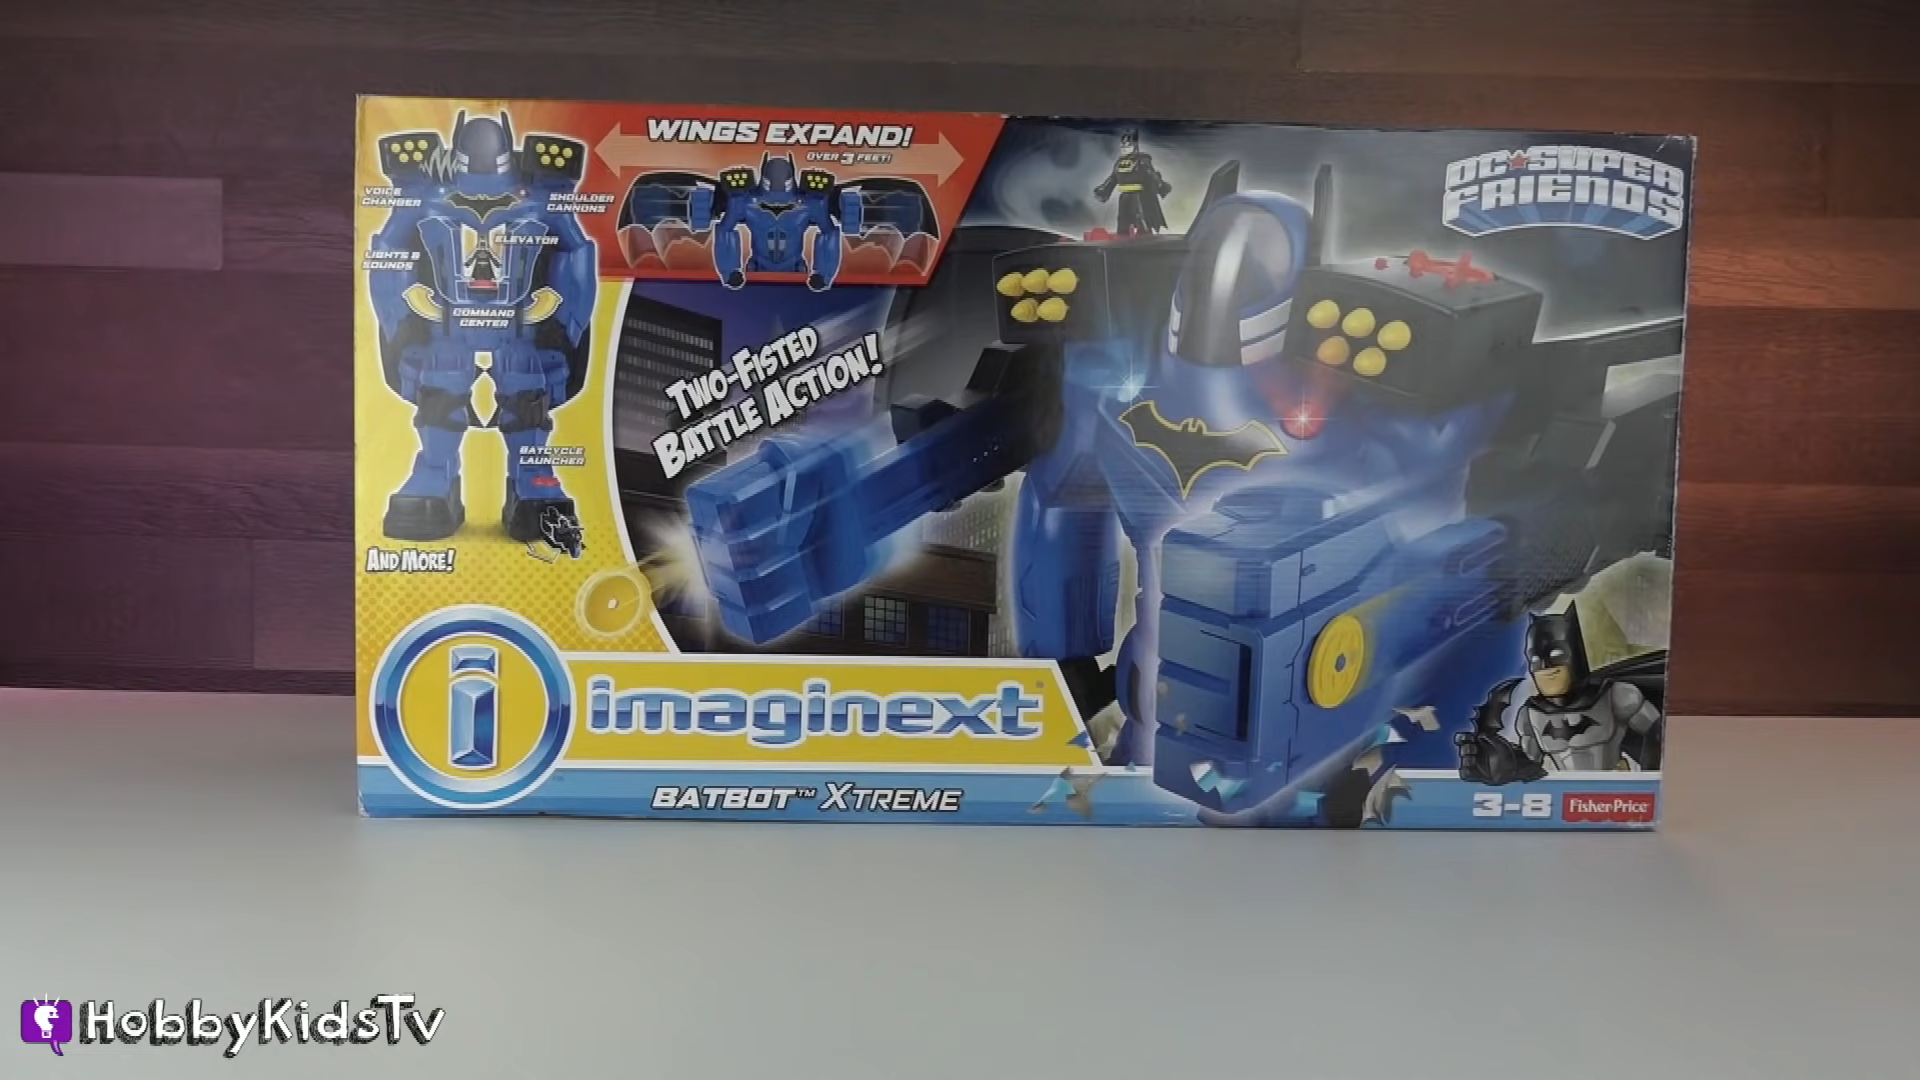 WINGS EXPAND!
OVER 3 FEET!
DC SUPER
FRIENDS
VOICE
CHANGER
SHOULDER
CANNONS
ELEVATOR
LIGHTS &
SOUNDS
COMMAND
CENTER
TWO-FISTED
BATTLE ACTION!
BATCYCLE
LAUNCHER
AND MORE!
i
imaginext
BATBOT™ XTREME
3-8
Fisher-Price
HobbyKidsTv